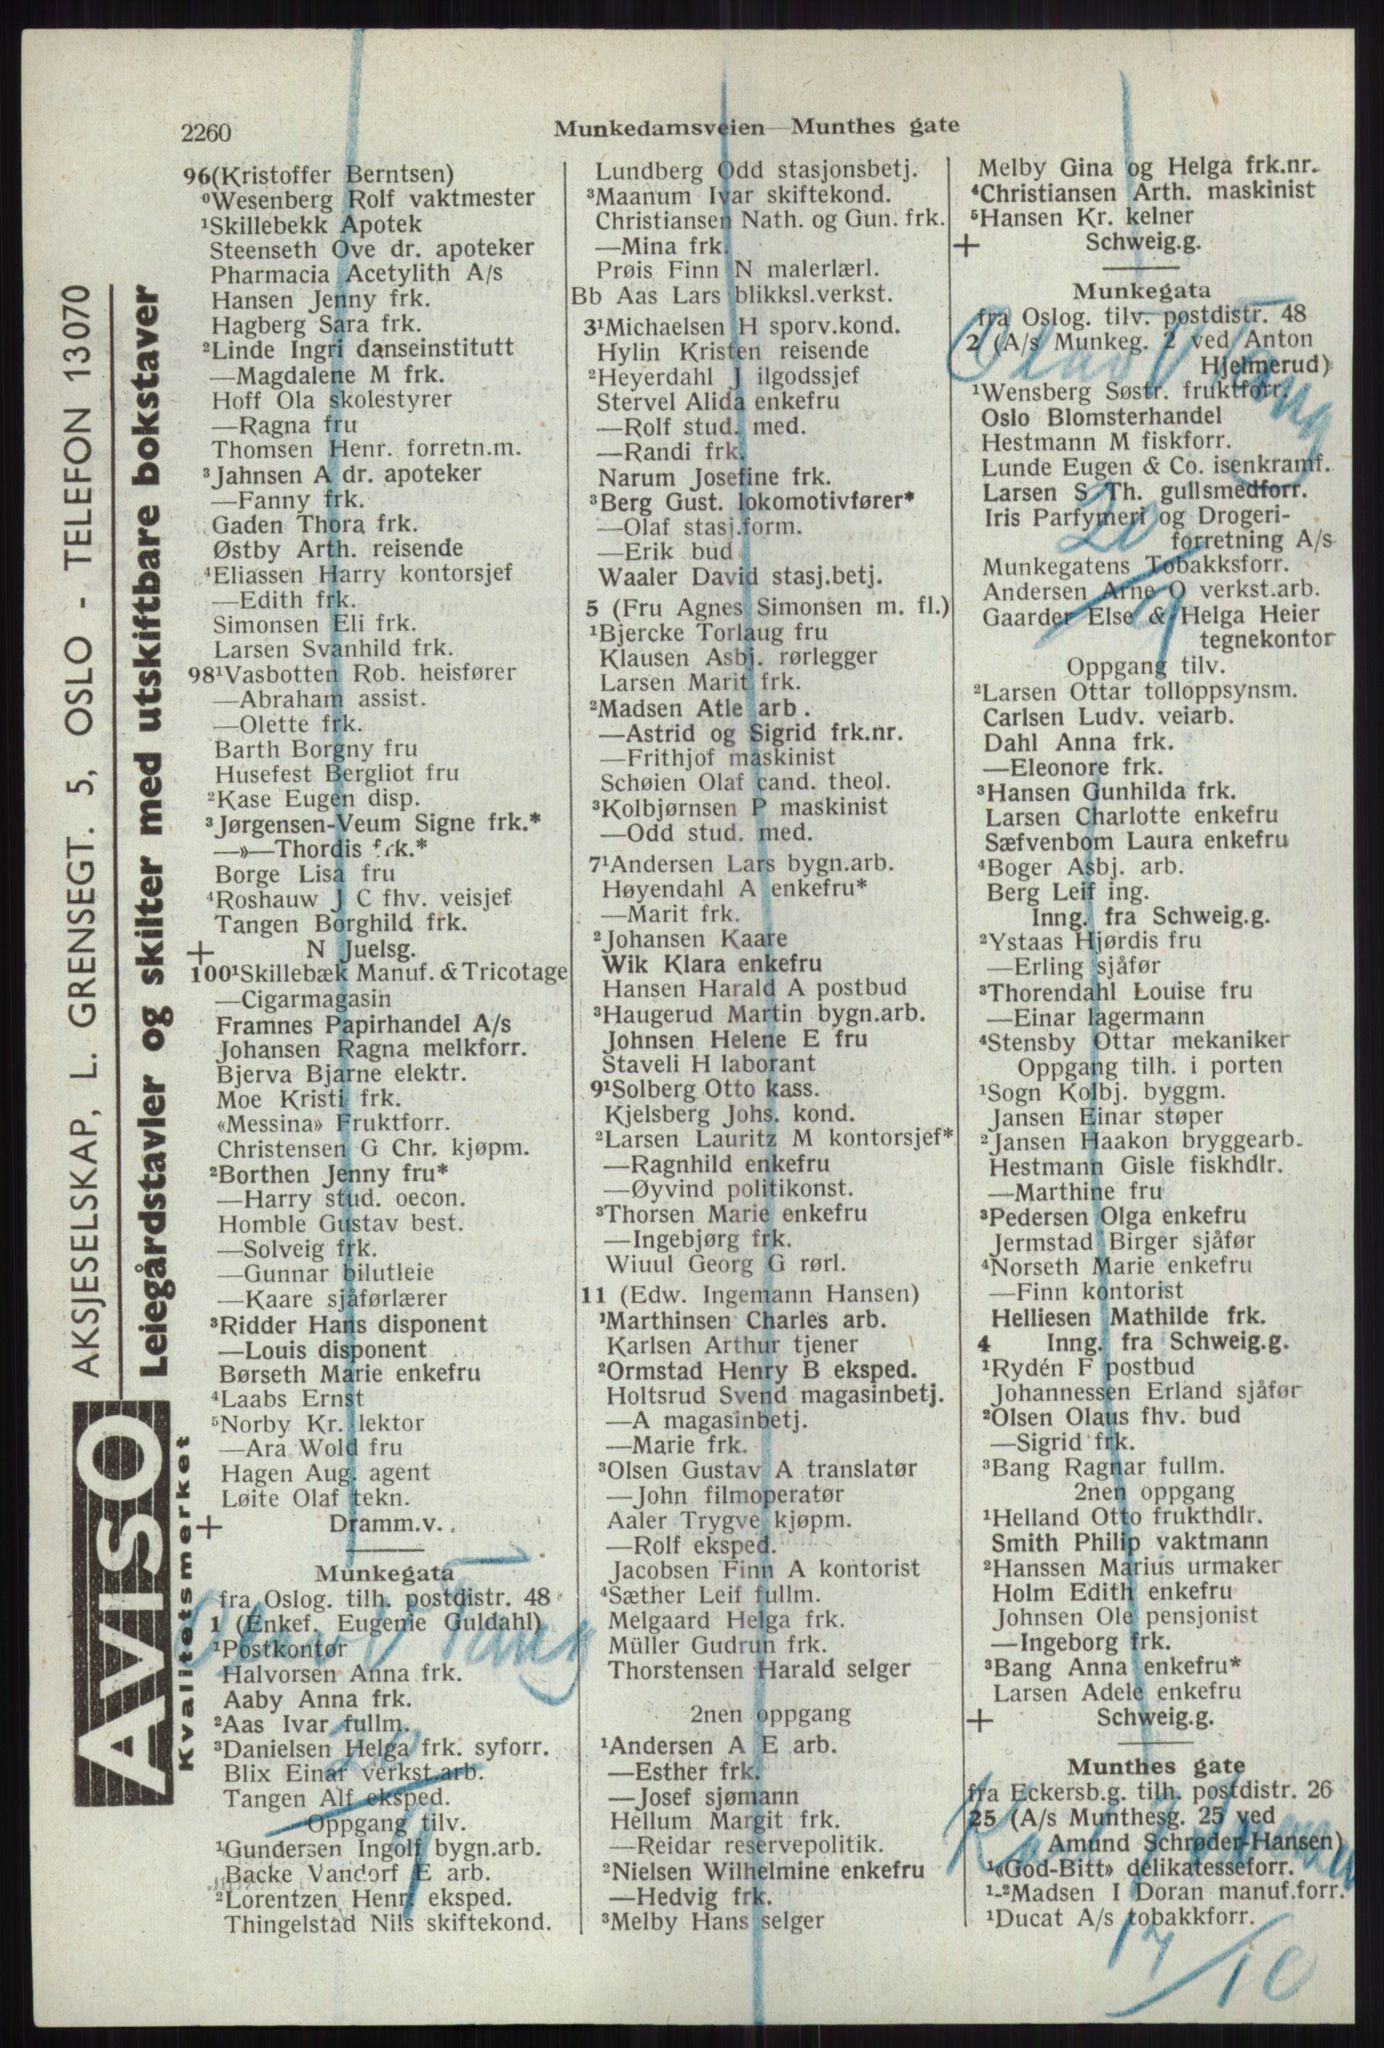 2260
Munkedamsveien—Munthes gate
96(Kristoffer Berntsen)
⁰Wesenberg Rolf vaktmester
¹Skillebekk Apotek
Steenseth Ove dr. apoteker
Pharmacia Acetylith A/s
Hansen Jenny frk.
Hagberg Sara frk.
²Linde Ingri danseinstitutt
—Magdalene M frk.
Hoff Ola skolestyrer
—Ragna fru
Thomsen Henr. forretn.m.
³Jahnsen A dr. apoteker
—Fanny frk.
Gaden Thora frk.
Østby Arth. reisende
⁴Eliassen Harry kontorsjef
—Edith frk.
Simonsen Eli frk.
Larsen Svanhild frk.
98¹Vasbotten Rob. heisfører
—Abraham assist.
—Olette frk.
Barth Borgny fru
Husefest Bergliot fru
²Kase Eugen disp.
³Jørgensen-Veum Signe frk.*
—»—Thordis frk.*
Borge Lisa fru
⁴Roshauw J C fhv. veisjef
Tangen Borghild frk.
+ N Juelsg.
100¹Skillebæk Manuf. & Tricotage
—Cigarmagasin
Framnes Papirhandel A/s
Johansen Ragna melkforr.
Bjerva Bjarne elektr.
Moe Kristi frk.
«Messina» Fruktforr.
Christensen G Chr. kjøpm.
²Borthen Jenny fru*
—Harry stud. oecon.
Homble Gustav best.
—Solveig frk.
—Gunnar bilutleie
—Kaare sjåførlærer
³Ridder Hans disponent
—Louis disponent
Børseth Marie enkefru
⁴Laabs Ernst
⁵Norby Kr. lektor
—Ara Wold fru
Hagen Aug. agent
Løite Olaf tekn.
+ Dramm.v.
Munkegata
fra Oslog. tilh. postdistr. 48
1 (Enkef. Eugenie Guldahl)
¹Postkontor
Halvorsen Anna frk.
Aaby Anna frk.
²Aas Ivar fullm.
³Danielsen Helga frk. syforr.
Blix Einar verkst.arb.
Tangen Alf eksped.
Oppgang tilv.
¹Gundersen Ingolf bygn.arb.
Backe Vandorf E arb.
²Lorentzen Henr. eksped.
Thingelstad Nils skiftekond.
Lundberg Odd stasjonsbetj.
³Maanum Ivar skiftekond.
Christiansen Nath. og Gun. frk.
—Mina frk.
Prøis Finn N malerlærl.
Bb Aas Lars blikksl.verkst.
3¹Michaelsen H sporv.kond.
Hylin Kristen reisende
²Heyerdahl J ilgodssjef
Stervel Alida enkefru
—Rolf stud. med.
—Randi frk.
Narum Josefine frk.
³Berg Gust. lokomotivfører*
—Olaf stasj.form.
—Erik bud
Waaler David stasj.betj.
5 (Fru Agnes Simonsen m. fl.)
¹Bjercke Torlaug fru
Klausen Asbj. rørlegger
Larsen Marit frk.
²Madsen Atle arb.
—Astrid og Sigrid frk.nr.
—Frithjof maskinist
Schøien Olaf cand. theol.
³Kolbjørnsen P maskinist
—Odd stud. med.
7¹Andersen Lars bygn.arb.
Høyendahl A enkefru*
—Marit frk.
²Johansen Kaare
Wik Klara enkefru
Hansen Harald A postbud
³Haugerud Martin bygn.arb.
Johnsen Helene E fru
Staveli H laborant
9¹Solberg Otto kass.
Kjelsberg Johs. kond.
²Larsen Lauritz M kontorsjef*
—Ragnhild enkefru
—Øyvind politikonst.
³Thorsen Marie enkefru
—Ingebjørg frk.
Wiuul Georg G rørl.
11 (Edw. Ingemann Hansen)
¹Marthinsen Charles arb.
Karlsen Arthur tjener
²Ormstad Henry B eksped.
Holtsrud Svend magasinbetj.
—A magasinbetj.
—Marie frk.
³Olsen Gustav A translatør
—John filmoperatør
Aaler Trygve kjøpm.
—Rolf eksped.
Jacobsen Finn A kontorist
⁴Sæther Leif fullm.
Melgaard Helga frk.
Müller Gudrun frk.
Thorstensen Harald selger
2nen oppgang
¹Andersen A E arb.
—Esther frk.
—Josef sjømann
Hellum Margit frk.
—Reidar reservepolitik.
²Nielsen Wilhelmine enkefru
—Hedvig frk.
³Melby Hans selger
Melby Gina og Helga frk.nr.
⁴Christiansen Arth. maskinist
⁵Hansen Kr. kelner
+ Schweig.g.
Munkegata
fra Oslog. tilv. postdistr. 48
2 (A/s Munkeg. 2 ved Anton
Hjelmerud)
¹Wensberg Søstr. fruktforr.
Oslo Blomsterhandel
Hestmann M fiskforr.
Lunde Eugen & Co. isenkramf.
Larsen S Th. gullsmedforr.
Iris Parfymeri og Drogeri-
forretning A/s
Munkegatens Tobakksforr.
Andersen Arne O verkst.arb.
Gaarder Else & Helga Heier
tegnekontor
Oppgang tilv.
²Larsen Ottar tolloppsynsm.
Carlsen Ludv. veiarb.
Dahl Anna frk.
—Eleonore frk.
³Hansen Gunhilda frk.
Larsen Charlotte enkefru
Sæfvenbom Laura enkefru
⁴Boger Asbj. arb.
Berg Leif ing.
Inng. fra Schweig.g.
²Ystaas Hjørdis fru
—Erling sjåfør
³Thorendahl Louise fru
—Einar lagermann
⁴Stensby Ottar mekaniker
Oppgang tilh. i porten
¹Sogn Kolbj. byggm.
Jansen Einar støper
²Jansen Haakon bryggearb.
Hestmann Gisle fiskhdlr.
—Marthine fru
³Pedersen Olga enkefru
Jermstad Birger sjåfør
⁴Norseth Marie enkefru
—Finn kontorist
Helliesen Mathilde frk.
4 Inng. fra Schweig.g.
¹Rydén F postbud
Johannessen Erland sjåfør
²Olsen Olaus fhv. bud
—Sigrid frk.
³Bang Ragnar fullm.
2nen oppgang
¹Helland Otto frukthdlr.
Smith Philip vaktmann
²Hanssen Marius urmaker
Holm Edith enkefru
Johnsen Ole pensjonist
—Ingeborg frk.
³Bang Anna enkefru*
Larsen Adele enkefru
+ Schweig.g.
Munthes gate
fra Eckersb.g. tilh. postdistr. 26
25 (A/s Munthesg. 25 ved
Amund Schrøder-Hansen)
¹«God-Bitt» delikatesseforr.
¹-²Madsen I Doran manuf.forr.
¹Ducat A/s tobakkforr.
17/10
AKSJESELSKAP, L. GRENSEGT. 5, OSLO - TELEFON 13070
Leiegårdstavler og skilter med utskiftbare bokstaver
AVISO
Kvalitetsmerket